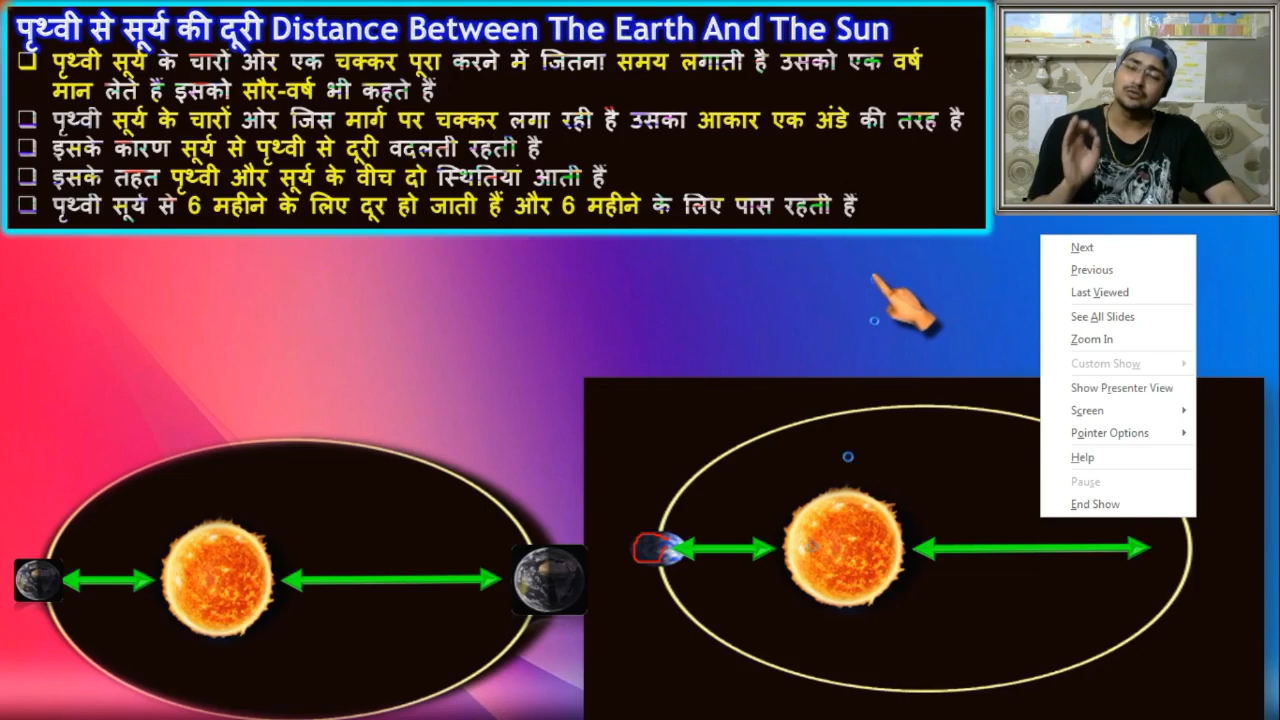 पृथ्वी से सूर्य की दूरी Distance Between The Earth And The Sun
पृथ्वी सूर्य के चारों ओर एक चक्कर पूरा करने में जितना समय लगाती है उसको एक वर्ष
मान लेते हैं इसको सौर-वर्ष भी कहते हैं
पृथ्वी सूर्य के चारों ओर जिस मार्ग पर चक्कर लगा रही है उसका आकार एक अंडे की तरह है
इसके कारण सूर्य से पृथ्वी से दूरी वदलती रहती है
इसके तहत पृथ्वी और सूर्य के वीच दो स्थितियां आती हैं
पृथ्वी सूर्य से 6 महीने के लिए दूर हो जाती हैं और 6 महीने के लिए पास रहती हैं
Next
Previous
Last Viewed
See All Slides
Zoom In
Custom Show
Show Presenter View
Screen
Pointer Options
Help
Pause
End Show